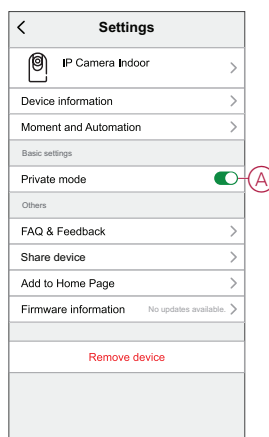 Settings
IP Camera Indoor
Device information
Moment and Automation
Basic settings
Private mode
A
Others
FAQ & Feedback
Share device
Add to Home Page
Firmware information No updates available.
Remove device